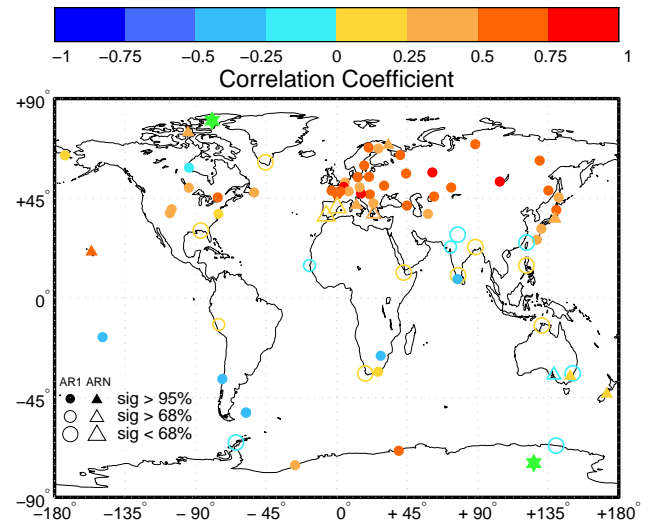 −1 −0.75 −0.5 −0.25 0 0.25 0.5 0.75 1
Correlation Coefficient
+90°
+45°
0°
−45°
−90°
AR1 ARN
sig > 95%
sig > 68%
sig < 68%
−180° −135° −90° −45° 0° +45° +90° +135° +180°